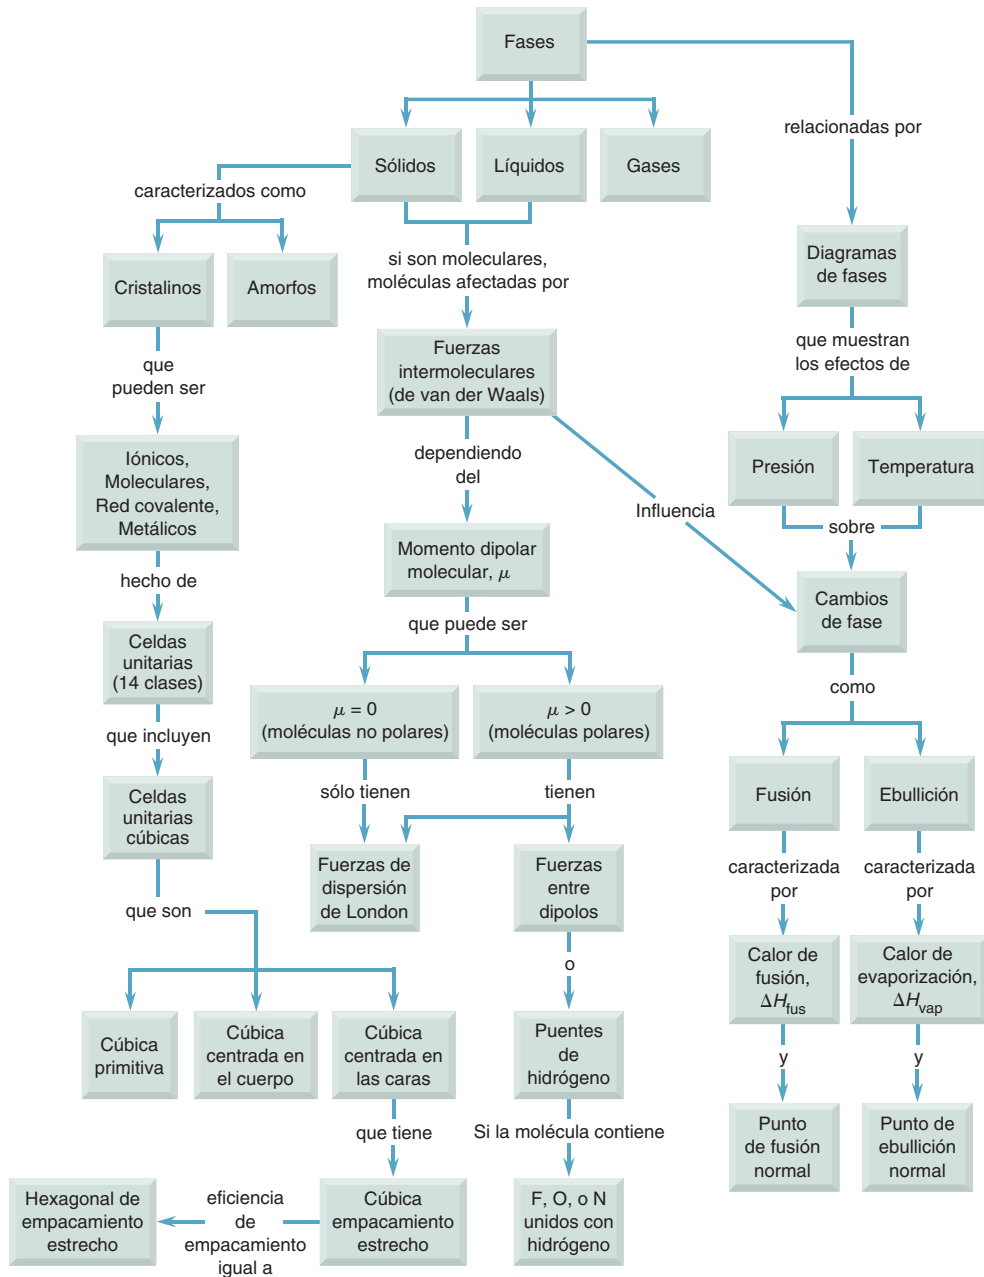 Fases
relacionadas por
Sólidos
Líquidos
Gases
caracterizados como
Cristalinos
Amorfos
si son moleculares,
moléculas afectadas por
Diagramas
de fases
que
pueden ser
Fuerzas
intermoleculares
(de van der Waals)
que muestran
los efectos de
Iónicos,
Moleculares,
Red covalente,
Metálicos
dependiendo
del
Presión
Temperatura
Influencia
sobre
hecho de
Momento dipolar
molecular, μ
Cambios
de fase
que puede ser
Celdas
unitarias
(14 clases)
como
μ = 0
(moléculas no polares)
μ > 0
(moléculas polares)
que incluyen
sólo tienen
tienen
Fusión
Ebullición
Celdas
unitarias
cúbicas
Fuerzas de
dispersión
de London
Fuerzas
entre
dipolos
caracterizada
por
caracterizada
por
que son
o
Calor de
fusión,
ΔH_fus
Calor de
evaporización,
ΔH_vap
Cúbica
primitiva
Cúbica
centrada en
el cuerpo
Cúbica
centrada en
las caras
Puentes
de
hidrógeno
y
y
que tiene
Si la molécula contiene
Punto
de fusión
normal
Punto de
ebullición
normal
Hexagonal de
empacamiento
estrecho
eficiencia
de
empacamiento
igual a
Cúbica
empacamiento
estrecho
F, O, o N
unidos con
hidrógeno